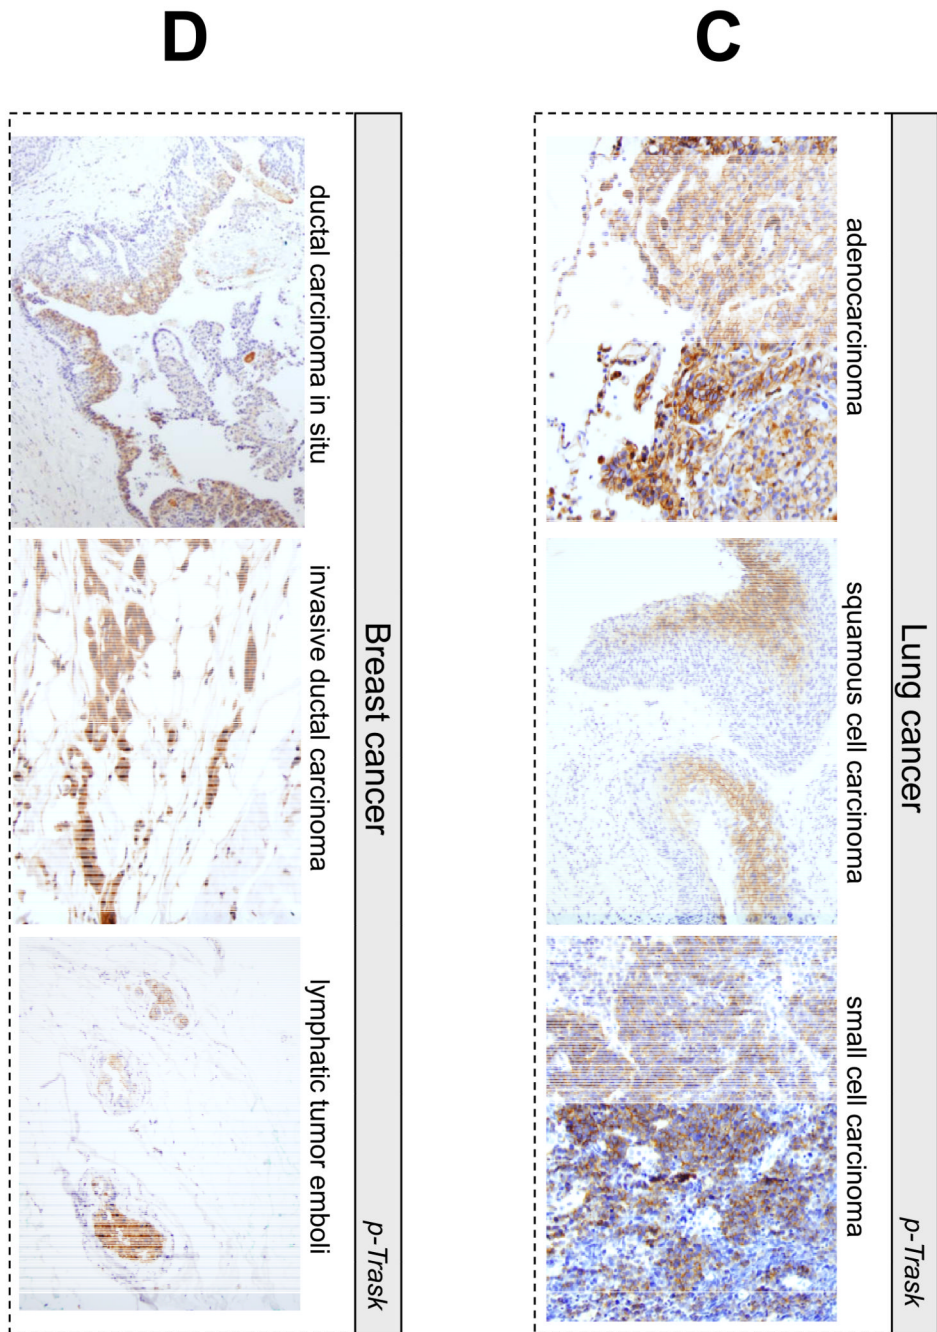 D
C
Lung cancer
p-Trask
adenocarcinoma
squamous cell carcinoma
small cell carcinoma
Breast cancer
p-Trask
ductal carcinoma in situ
invasive ductal carcinoma
lymphatic tumor emboli